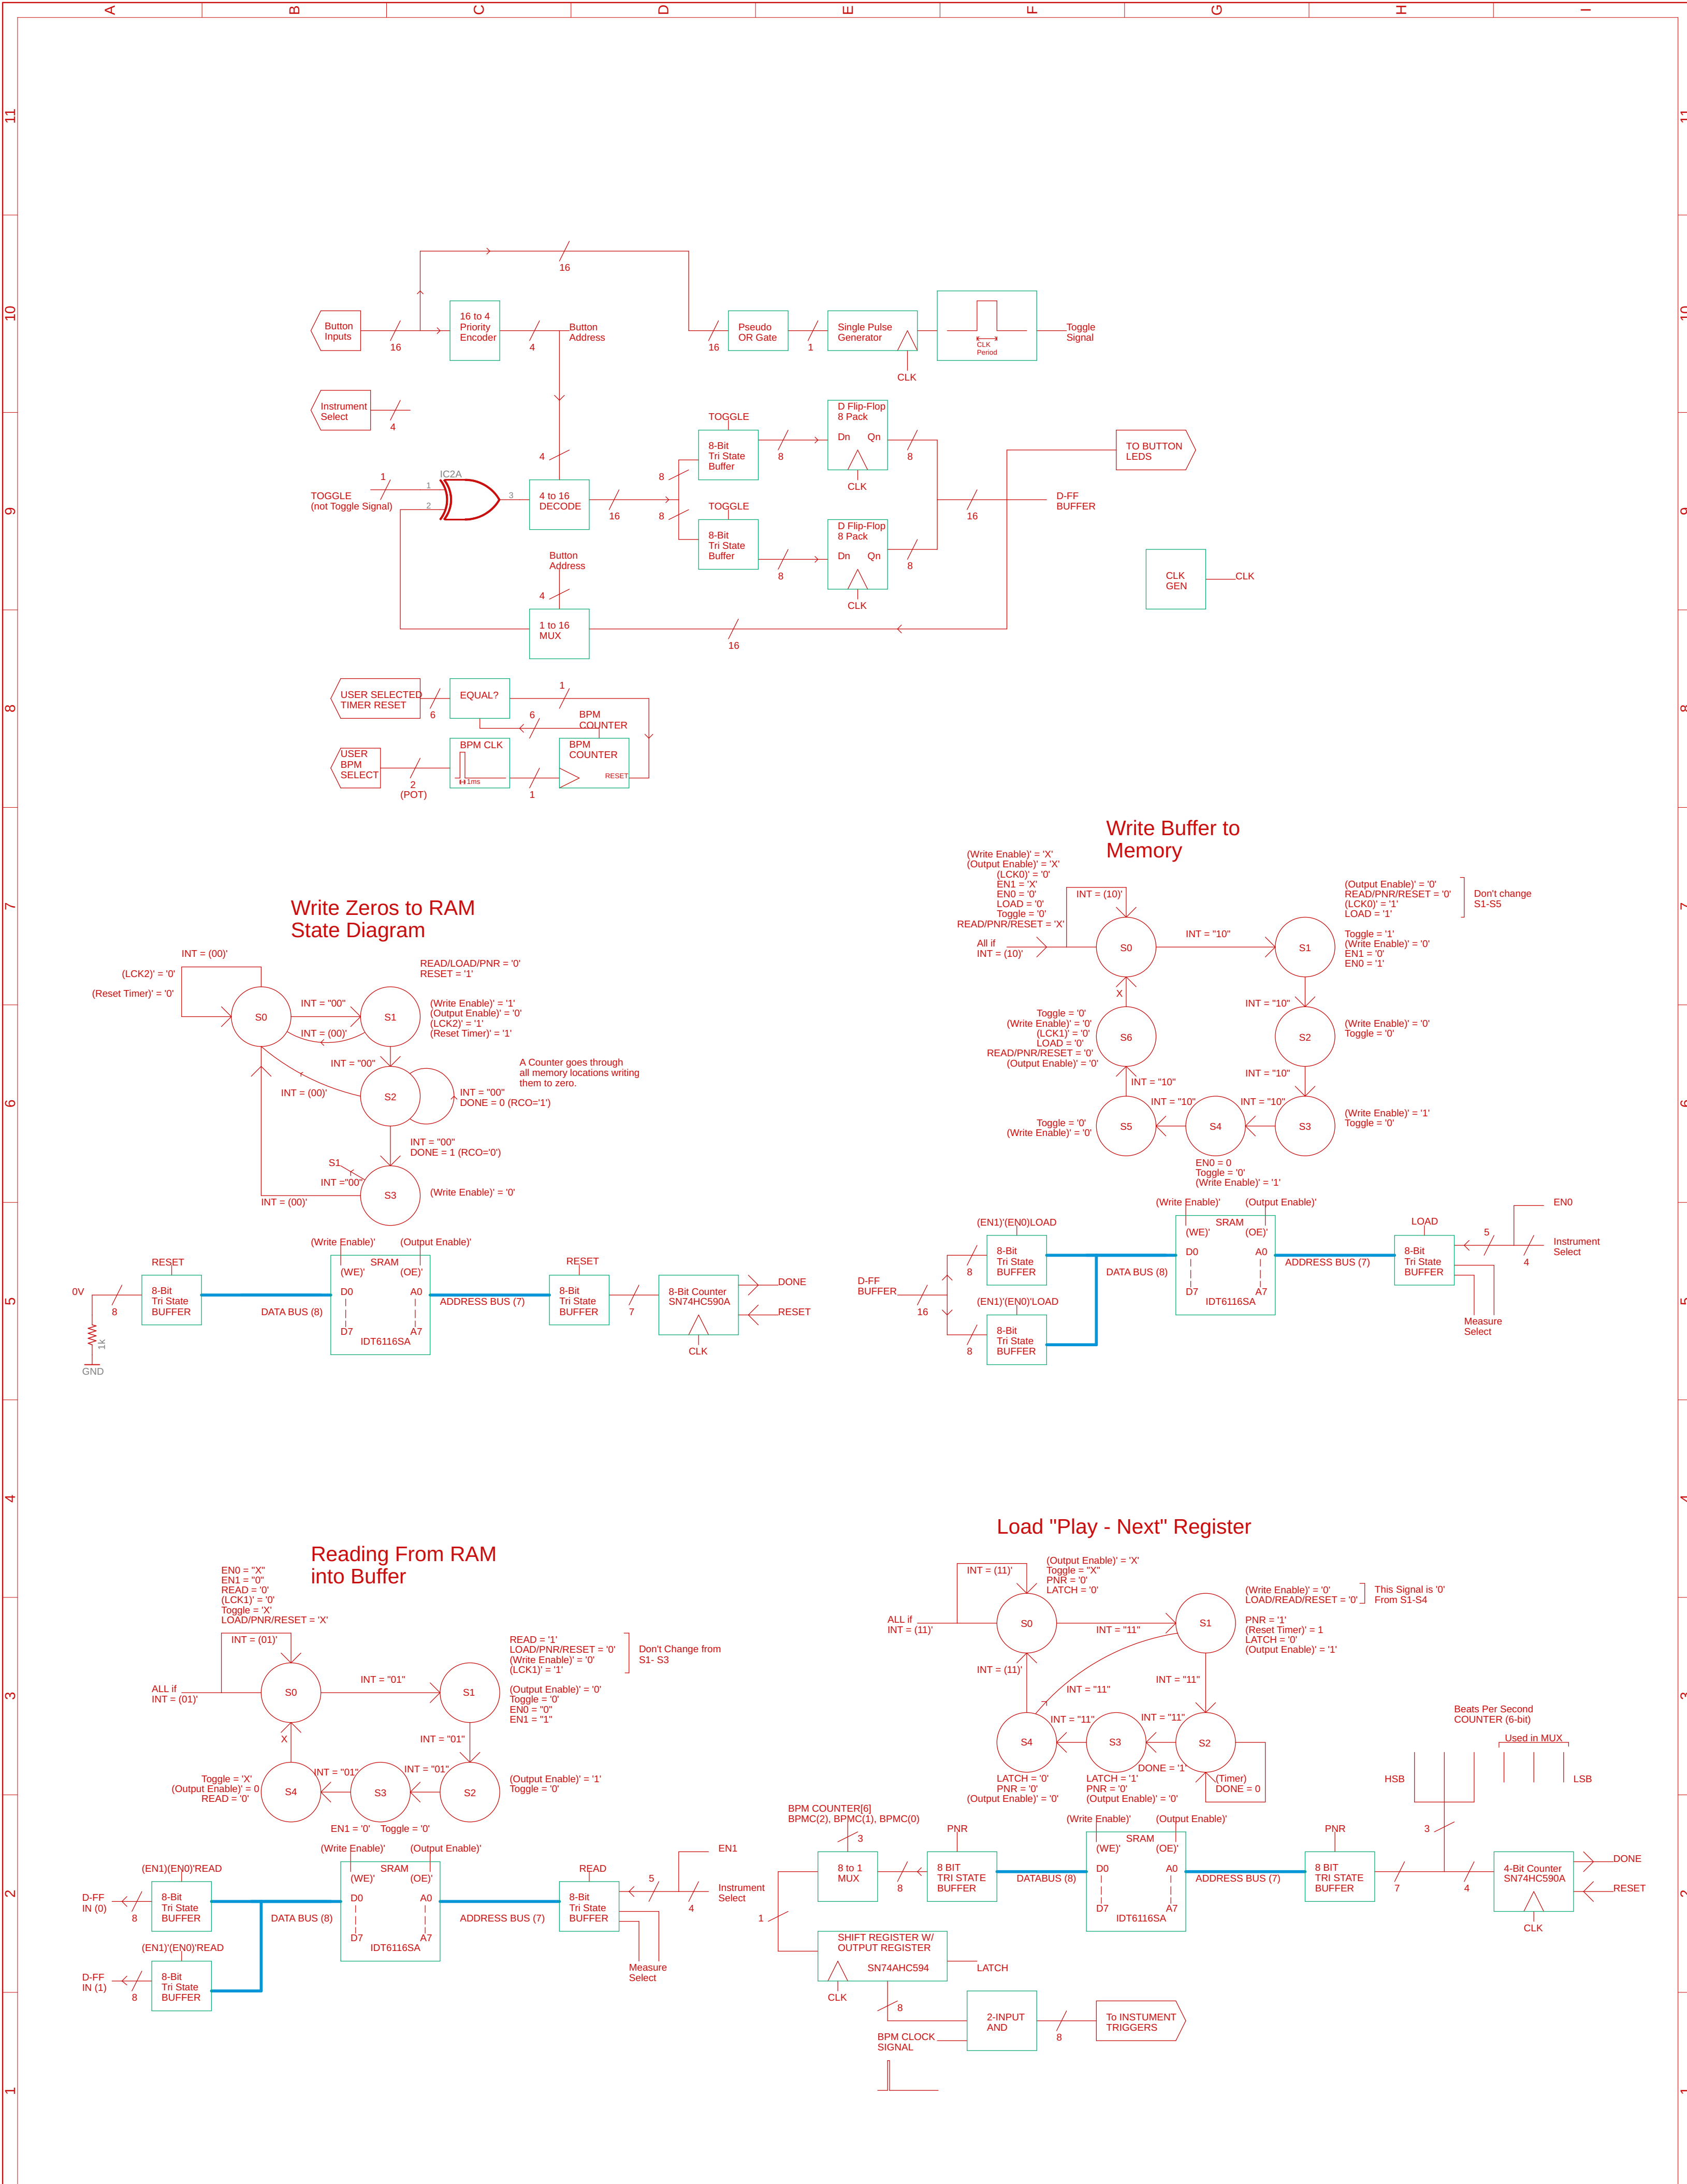 A B C D E F G H I
11 11
16
10 10
Button
Inputs
16
16 to 4
Priority
Encoder
4
Button
Address
16
Pseudo
OR Gate
1
Single Pulse
Generator
CLK
CLK
Period
Toggle
Signal
Instrument
Select
4
TOGGLE
8-Bit
Tri State
Buffer
8
D Flip-Flop
8 Pack
Dn Qn
CLK
8
TO BUTTON
LEDS
4
8
9 9
1
TOGGLE
(not Toggle Signal)
IC2A
1
2
3
4 to 16
DECODE
16
8
TOGGLE
8-Bit
Tri State
Buffer
8
D Flip-Flop
8 Pack
Dn Qn
CLK
8
16
D-FF
BUFFER
Button
Address
4
1 to 16
MUX
16
CLK
GEN
CLK
8 8
USER SELECTED
TIMER RESET
6
EQUAL?
1
6
BPM
COUNTER
USER
BPM
SELECT
2
(POT)
BPM CLK
1ms
1
BPM
COUNTER
RESET
7 7
Write Zeros to RAM
State Diagram
INT = (00)'
(LCK2)' = '0'
(Reset Timer)' = '0'
READ/LOAD/PNR = '0'
RESET = '1'
S0
INT = "00"
INT = (00)'
S1
(Write Enable)' = '1'
(Output Enable)' = '0'
(LCK2)' = '1'
(Reset Timer)' = '1'
INT = "00"
INT = (00)'
S2
A Counter goes through
all memory locations writing
them to zero.
INT = "00"
DONE = 0 (RCO='1')
INT = "00"
DONE = 1 (RCO='0')
S1
INT ="00"
INT = (00)'
S3
(Write Enable)' = '0'
Write Buffer to
Memory
(Write Enable)' = 'X'
(Output Enable)' = 'X'
(LCK0)' = '0'
EN1 = 'X'
EN0 = '0'
LOAD = '0'
Toggle = '0'
READ/PNR/RESET = 'X'
INT = (10)'
All if
INT = (10)'
S0
INT = "10"
S1
(Output Enable)' = '0'
READ/PNR/RESET = '0'
(LCK0)' = '1'
LOAD = '1'
Don't change
S1-S5
Toggle = '1'
(Write Enable)' = '0'
EN1 = '0'
EN0 = '1'
X
INT = "10"
Toggle = '0'
(Write Enable)' = '0'
(LCK1)' = '0'
LOAD = '0'
READ/PNR/RESET = '0'
(Output Enable)' = '0'
S6
S2
(Write Enable)' = '0'
Toggle = '0'
6 6
INT = "10"
INT = "10"
Toggle = '0'
(Write Enable)' = '0'
S5
INT = "10"
S4
INT = "10"
S3
(Write Enable)' = '1'
Toggle = '0'
EN0 = 0
Toggle = '0'
(Write Enable)' = '1'
5 5
0V
8
1k
GND
RESET
8-Bit
Tri State
BUFFER
DATA BUS (8)
(Write Enable)' (Output Enable)'
SRAM
(WE)' (OE)'
D0 A0
D7 A7
IDT6116SA
ADDRESS BUS (7)
RESET
8-Bit
Tri State
BUFFER
7
8-Bit Counter
SN74HC590A
CLK
DONE
RESET
D-FF
BUFFER
16
(EN1)'(EN0)LOAD
8
8-Bit
Tri State
BUFFER
(EN1)'(EN0)'LOAD
8
8-Bit
Tri State
BUFFER
DATA BUS (8)
(Write Enable)' (Output Enable)'
SRAM
(WE)' (OE)'
D0 A0
D7 A7
IDT6116SA
ADDRESS BUS (7)
LOAD
8-Bit
Tri State
BUFFER
5
4
EN0
Instrument
Select
Measure
Select
4 4
Reading From RAM
into Buffer
EN0 = "X"
EN1 = "0"
READ = '0'
(LCK1)' = '0'
Toggle = 'X'
LOAD/PNR/RESET = 'X'
INT = (01)'
ALL if
INT = (01)'
S0
INT = "01"
S1
READ = '1'
LOAD/PNR/RESET = '0'
(Write Enable)' = '0'
(LCK1)' = '1'
Don't Change from
S1- S3
(Output Enable)' = '0'
Toggle = '0'
EN0 = "0"
EN1 = "1"
3 3
X
INT = "01"
Toggle = 'X'
(Output Enable)' = 0
READ = '0'
S4
INT = "01"
S3
INT = "01"
S2
(Output Enable)' = '1'
Toggle = '0'
EN1 = '0' Toggle = '0'
Load "Play - Next" Register
INT = (11)'
(Output Enable)' = 'X'
Toggle = "X"
PNR = '0'
LATCH = '0'
ALL if
INT = (11)'
S0
INT = "11"
S1
(Write Enable)' = '0'
LOAD/READ/RESET = '0'
This Signal is '0'
From S1-S4
PNR = '1'
(Reset Timer)' = 1
LATCH = '0'
(Output Enable)' = '1'
INT = (11)'
INT = "11"
INT = "11"
S4
INT = "11"
S3
INT = "11"
S2
DONE = '1'
(Timer)
DONE = 0
LATCH = '0'
PNR = '0'
(Output Enable)' = '0'
LATCH = '1'
PNR = '0'
(Output Enable)' = '0'
Beats Per Second
COUNTER (6-bit)
Used in MUX
HSB LSB
3
2 2
D-FF
IN (0)
8
(EN1)(EN0)'READ
8-Bit
Tri State
BUFFER
D-FF
IN (1)
8
(EN1)'(EN0)'READ
8-Bit
Tri State
BUFFER
DATA BUS (8)
(Write Enable)' (Output Enable)'
SRAM
(WE)' (OE)'
D0 A0
D7 A7
IDT6116SA
ADDRESS BUS (7)
READ
8-Bit
Tri State
BUFFER
5
4
EN1
Instrument
Select
Measure
Select
BPM COUNTER[6]
BPMC(2), BPMC(1), BPMC(0)
3
8 to 1
MUX
8
PNR
8 BIT
TRI STATE
BUFFER
DATABUS (8)
(Write Enable)' (Output Enable)'
SRAM
(WE)' (OE)'
D0 A0
D7 A7
IDT6116SA
ADDRESS BUS (7)
PNR
8 BIT
TRI STATE
BUFFER
7
4
4-Bit Counter
SN74HC590A
CLK
DONE
RESET
1
SHIFT REGISTER W/
OUTPUT REGISTER
SN74AHC594
CLK
LATCH
8
2-INPUT
AND
8
To INSTUMENT
TRIGGERS
BPM CLOCK
SIGNAL
1 1